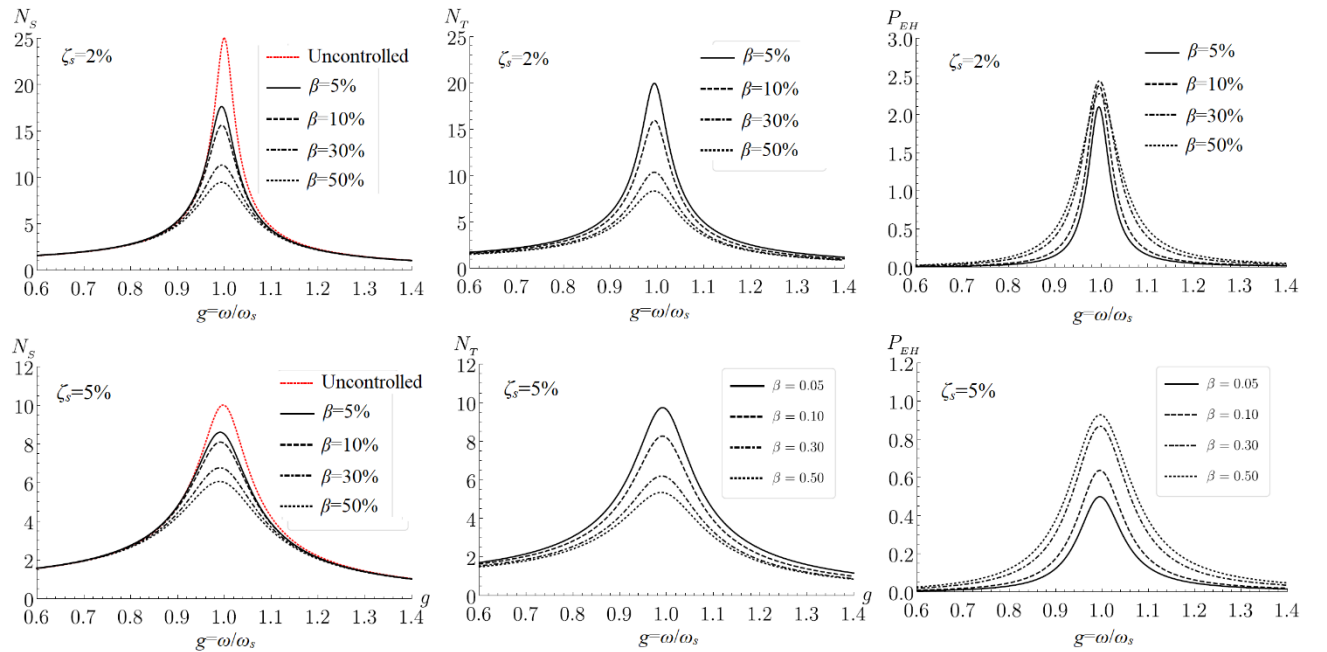 N_S
ζ_s=2%
Uncontrolled
β=5%
β=10%
β=30%
β=50%
25
20
15
10
5
0
0.6 0.7 0.8 0.9 1.0 1.1 1.2 1.3 1.4
g=ω/ω_s
N_T
ζ_s=2%
β=5%
β=10%
β=30%
β=50%
25
20
15
10
5
0
0.6 0.7 0.8 0.9 1.0 1.1 1.2 1.3 1.4
g=ω/ω_s
P_EH
ζ_s=2%
β=5%
β=10%
β=30%
β=50%
3.0
2.5
2.0
1.5
1.0
0.5
0.0
0.6 0.7 0.8 0.9 1.0 1.1 1.2 1.3 1.4
g=ω/ω_s
N_S
ζ_s=5%
Uncontrolled
β=5%
β=10%
β=30%
β=50%
12
10
8
6
4
2
0
0.6 0.7 0.8 0.9 1.0 1.1 1.2 1.3 1.4
g
g=ω/ω_s
N_T
ζ_s=5%
β = 0.05
β = 0.10
β = 0.30
β = 0.50
12
10
8
6
4
2
0
0.6 0.7 0.8 0.9 1.0 1.1 1.2 1.3 1.4
g
g=ω/ω_s
P_EH
ζ_s=5%
β = 0.05
β = 0.10
β = 0.30
β = 0.50
1.2
1.0
0.8
0.6
0.4
0.2
0.0
0.6 0.7 0.8 0.9 1.0 1.1 1.2 1.3 1.4
g=ω/ω_s